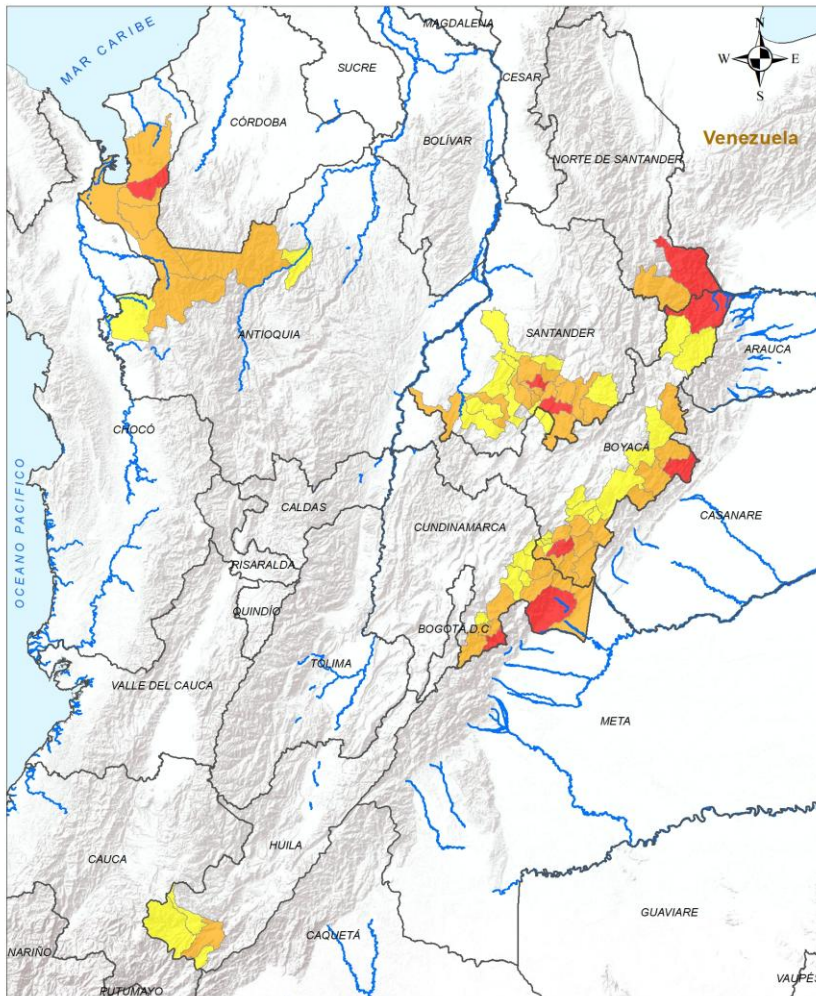 MAGDALENA
N
MAR CARIBE
SUCRE
W
E
CESAR
S
CÓRDOBA
BOLÍVAR
Venezuela
NORTE DE SANTANDER
ANTIOQUIA
SANTANDER
ARAUCA
CHOCÓ
BOYACÁ
OCEANO PACIFICO
CALDAS
CUNDINAMARCA
CASANARE
RISARALDA
QUINDÍO
BOGOTÁ,D.C
TOLIMA
VALLE DEL CAUCA
META
HUILA
CAUCA
GUAVIARE
CAQUETÁ
NARIÑO
VAUPÉS
PUTUMAYO